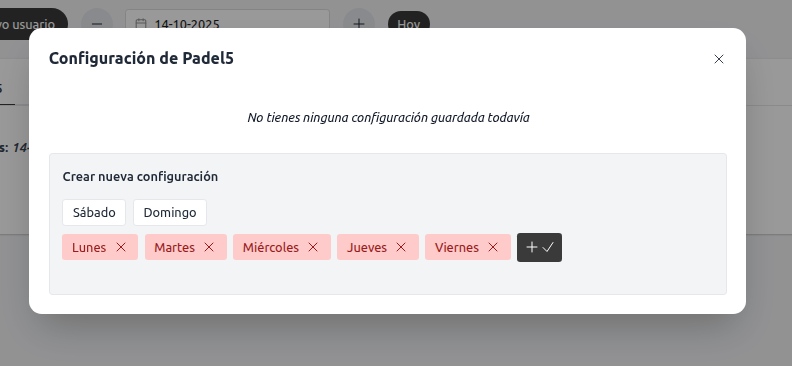 vo usuario
14-10-2025
Hoy
Configuración de Padel5
No tienes ninguna configuración guardada todavía
s: 14-
Crear nueva configuración
Sábado Domingo
Lunes Martes Miércoles Jueves Viernes